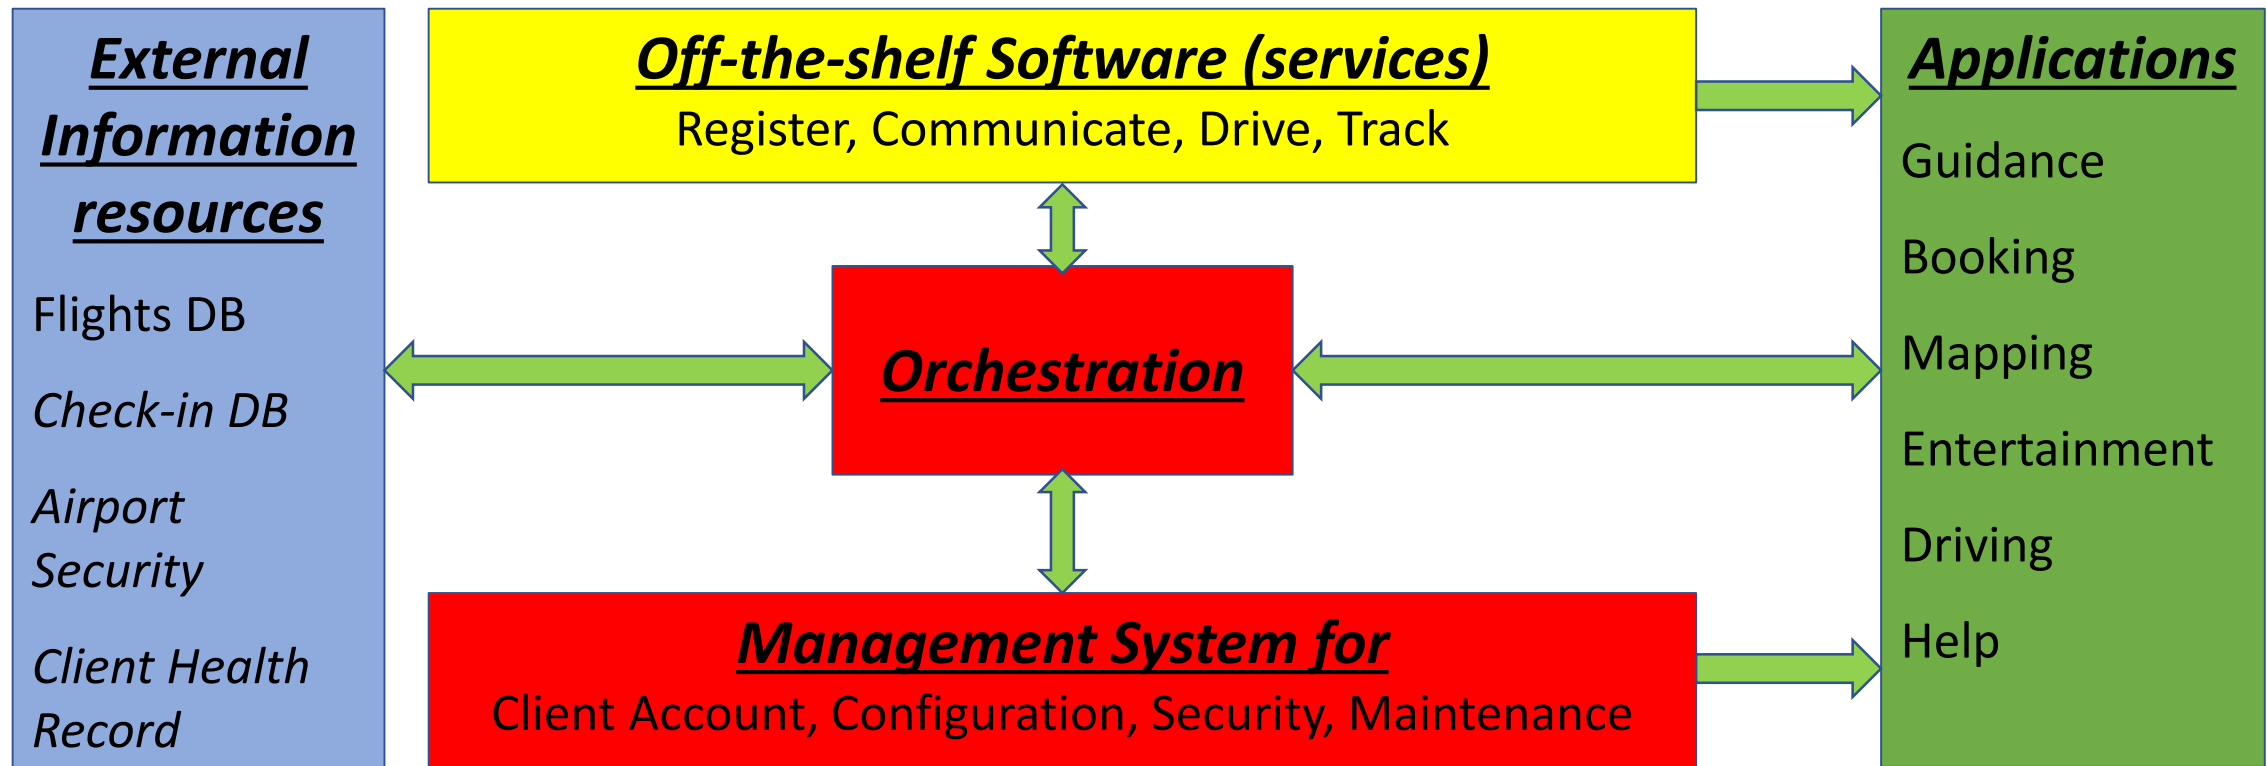 External
Information
resources
Flights DB
Check-in DB
Airport
Security
Client Health
Record
Off-the-shelf Software (services)
Register, Communicate, Drive, Track
Orchestration
Management System for
Client Account, Configuration, Security, Maintenance
Applications
Guidance
Booking
Mapping
Entertainment
Driving
Help